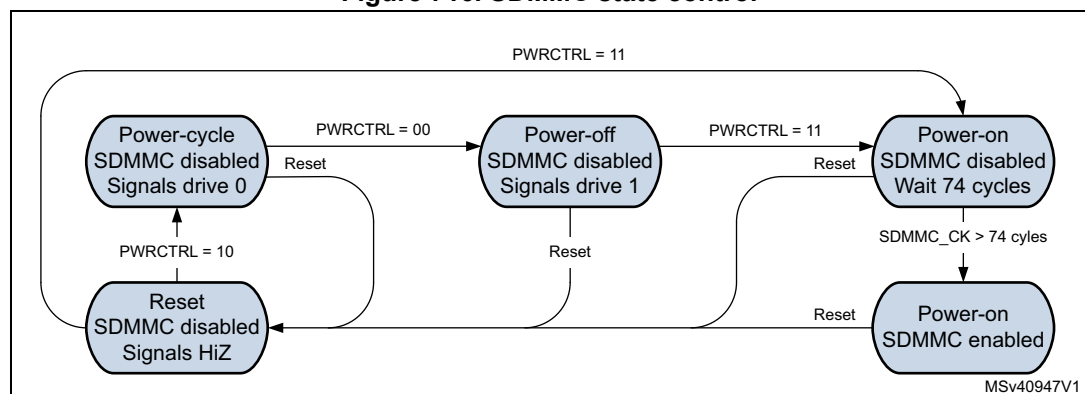 PWRCTRL = 11
Power-cycle
SDMMC disabled
Signals drive 0
PWRCTRL = 00
Reset
Power-off
SDMMC disabled
Signals drive 1
PWRCTRL = 11
Reset
Power-on
SDMMC disabled
Wait 74 cycles
PWRCTRL = 10
Reset
SDMMC_CK > 74 cyles
Reset
SDMMC disabled
Signals HiZ
Reset
Power-on
SDMMC enabled
MSv40947V1